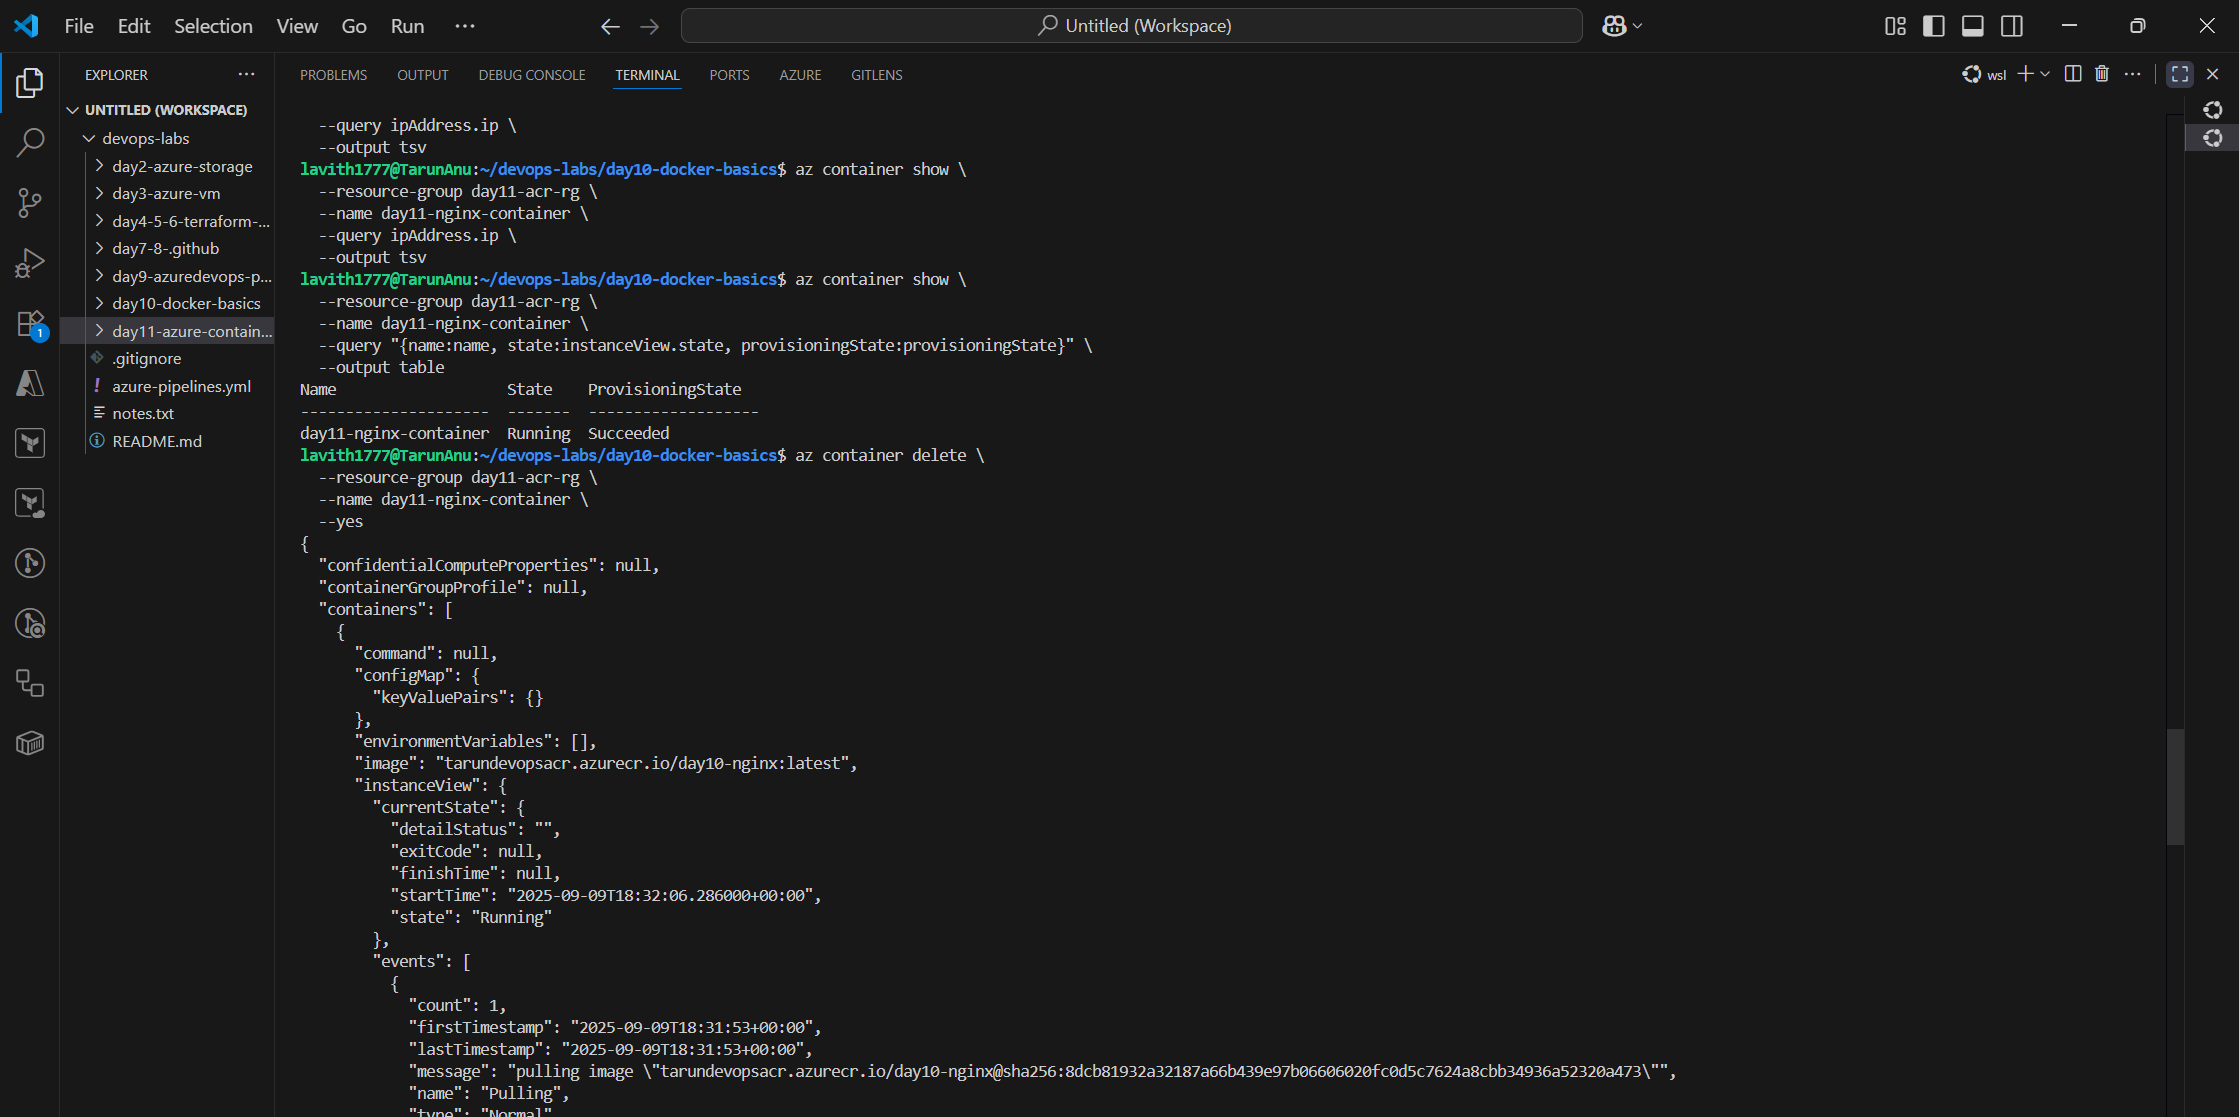 File Edit Selection View Go Run ···
Untitled (Workspace)
EXPLORER ···
UNTITLED (WORKSPACE)
devops-labs
day2-azure-storage
day3-azure-vm
day4-5-6-terraform-...
day7-8-.github
day9-azuredevops-p...
day10-docker-basics
day11-azure-contain...
.gitignore
! azure-pipelines.yml
notes.txt
README.md
1
PROBLEMS OUTPUT DEBUG CONSOLE TERMINAL PORTS AZURE GITLENS
wsl
  --query ipAddress.ip \
  --output tsv
lavith1777@TarunAnu:~/devops-labs/day10-docker-basics$ az container show \
  --resource-group day11-acr-rg \
  --name day11-nginx-container \
  --query ipAddress.ip \
  --output tsv
lavith1777@TarunAnu:~/devops-labs/day10-docker-basics$ az container show \
  --resource-group day11-acr-rg \
  --name day11-nginx-container \
  --query "{name:name, state:instanceView.state, provisioningState:provisioningState}" \
  --output table
Name                   State    ProvisioningState
---------------------  -------  -------------------
day11-nginx-container  Running  Succeeded
lavith1777@TarunAnu:~/devops-labs/day10-docker-basics$ az container delete \
  --resource-group day11-acr-rg \
  --name day11-nginx-container \
  --yes
{
  "confidentialComputeProperties": null,
  "containerGroupProfile": null,
  "containers": [
    {
      "command": null,
      "configMap": {
        "keyValuePairs": {}
      },
      "environmentVariables": [],
      "image": "tarundevopsacr.azurecr.io/day10-nginx:latest",
      "instanceView": {
        "currentState": {
          "detailStatus": "",
          "exitCode": null,
          "finishTime": null,
          "startTime": "2025-09-09T18:32:06.286000+00:00",
          "state": "Running"
        },
        "events": [
          {
            "count": 1,
            "firstTimestamp": "2025-09-09T18:31:53+00:00",
            "lastTimestamp": "2025-09-09T18:31:53+00:00",
            "message": "pulling image \"tarundevopsacr.azurecr.io/day10-nginx@sha256:8dcb81932a32187a66b439e97b06606020fc0d5c7624a8cbb34936a52320a473\"",
            "name": "Pulling",
            "type": "Normal"